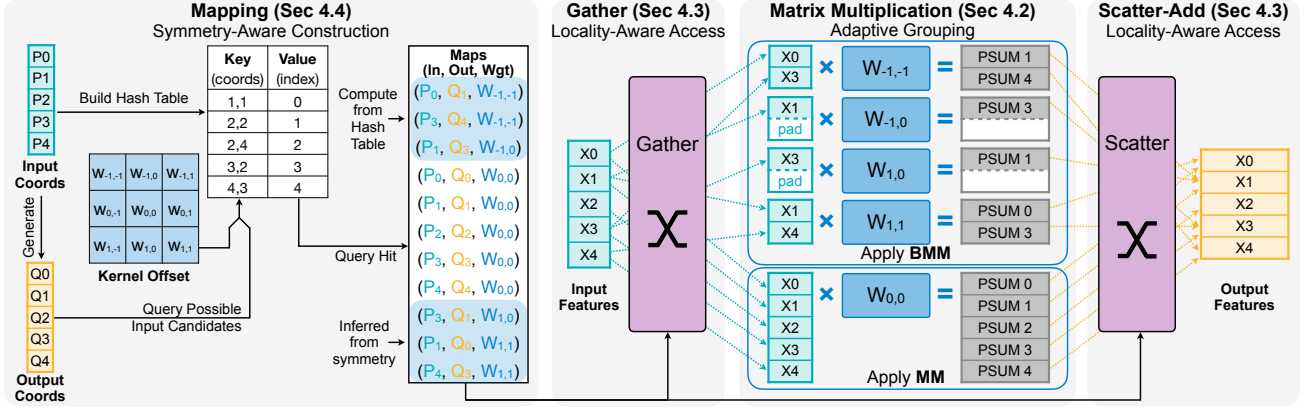 Mapping (Sec 4.4)
Symmetry-Aware Construction
P0
P1
P2
P3
P4
Input
Coords
Build Hash Table
Key
(coords)
Value
(index)
1,1 0
2,2 1
2,4 2
3,2 3
4,3 4
W-1,-1 W-1,0 W-1,1
W0,-1 W0,0 W0,1
W1,-1 W1,0 W1,1
Kernel Offset
Generate
Q0
Q1
Q2
Q3
Q4
Output
Coords
Query Possible
Input Candidates
Compute
from
Hash
Table
Query Hit
Inferred
from
symmetry
Maps
(In, Out, Wgt)
(P0, Q1, W-1,-1)
(P3, Q4, W-1,-1)
(P1, Q3, W-1,0)
(P0, Q0, W0,0)
(P1, Q1, W0,0)
(P2, Q2, W0,0)
(P3, Q3, W0,0)
(P4, Q4, W0,0)
(P3, Q1, W1,0)
(P1, Q0, W1,1)
(P4, Q3, W1,1)
Gather (Sec 4.3)
Locality-Aware Access
X0
X1
X2
X3
X4
Input
Features
Gather
Matrix Multiplication (Sec 4.2)
Adaptive Grouping
X0
X3
× W-1,-1 =
PSUM 1
PSUM 4
X1
pad
× W-1,0 =
PSUM 3
X3
pad
× W1,0 =
PSUM 1
X1
X4
× W1,1 =
PSUM 0
PSUM 3
Apply BMM
X0
X1
X2
X3
X4
× W0,0 =
PSUM 0
PSUM 1
PSUM 2
PSUM 3
PSUM 4
Apply MM
Scatter-Add (Sec 4.3)
Locality-Aware Access
Scatter
X0
X1
X2
X3
X4
Output
Features